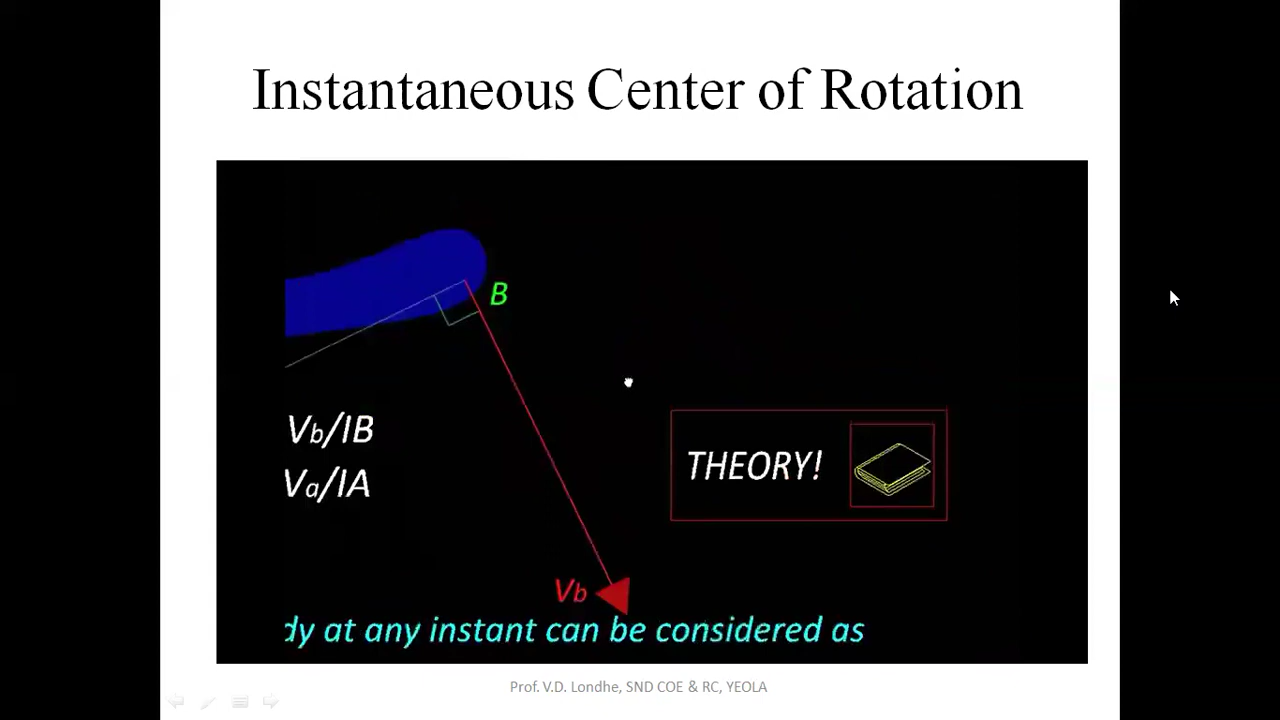 Instantaneous Center of Rotation
B
Vb/IB
Va/IA
THEORY!
Vb
dy at any instant can be considered as
Prof. V.D. Londhe, SND COE & RC, YEOLA